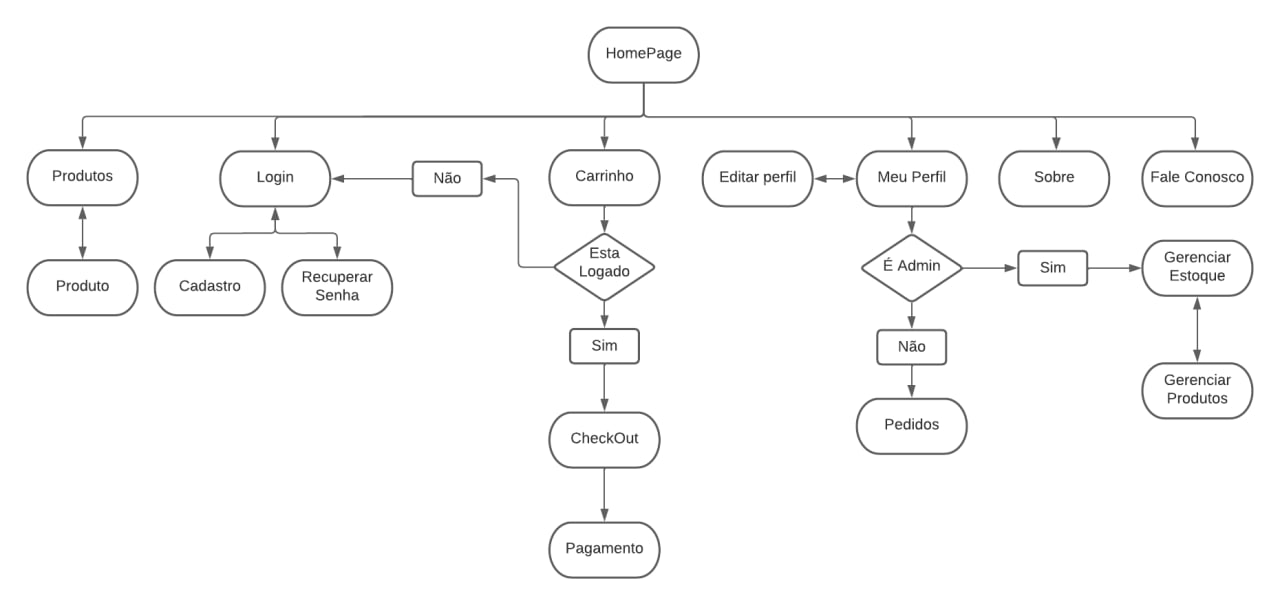 HomePage
Produtos
Login
Não
Carrinho
Editar perfil
Meu Perfil
Sobre
Fale Conosco
Esta
Logado
É Admin
Sim
Gerenciar
Estoque
Produto
Cadastro
Recuperar
Senha
Sim
Não
Gerenciar
Produtos
CheckOut
Pedidos
Pagamento